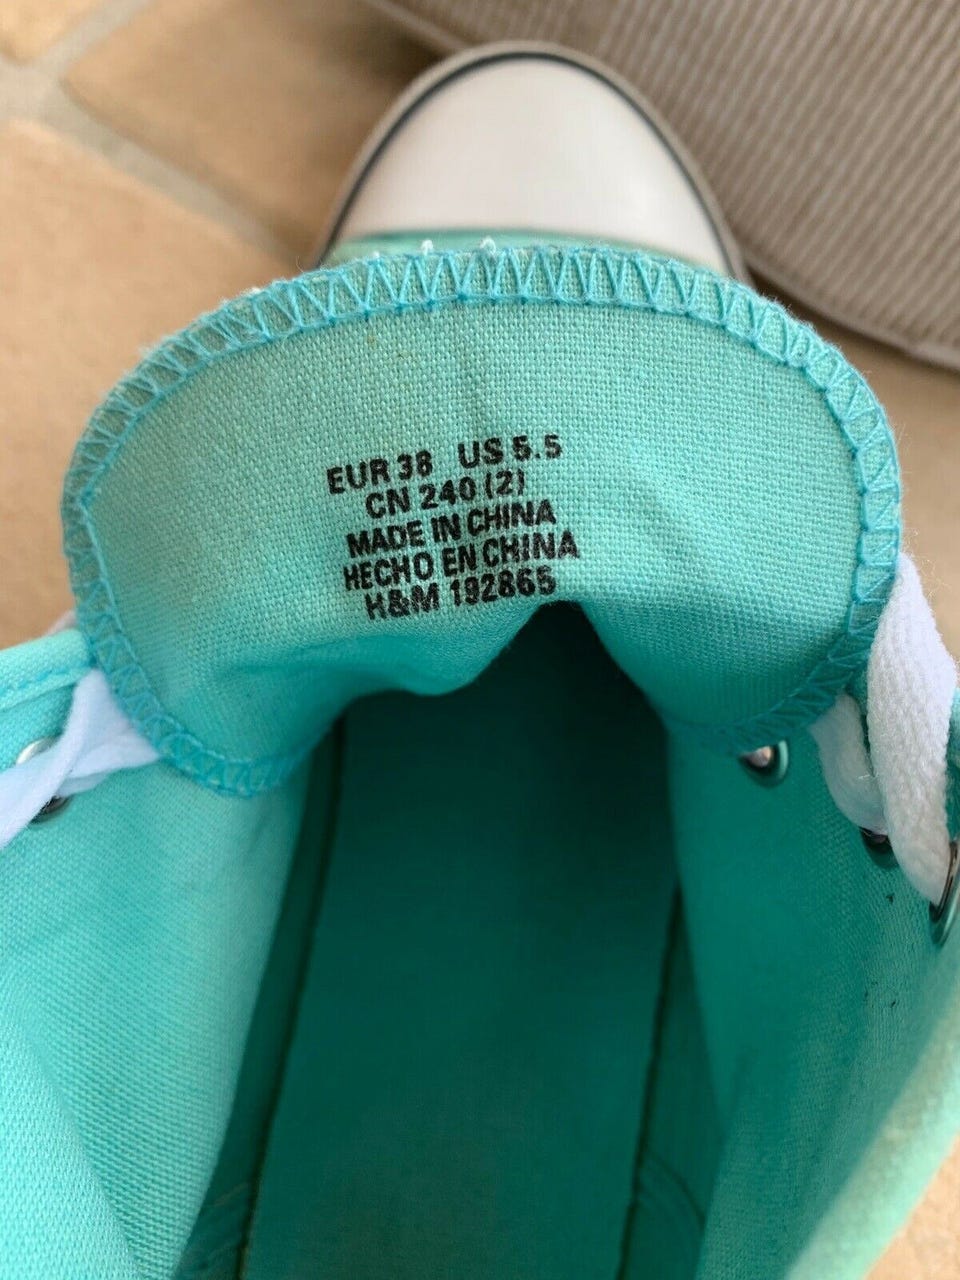 EUR 38 US 5.5
CN 240 (2)
MADE IN CHINA
HECHO EN CHINA
H&M 192865